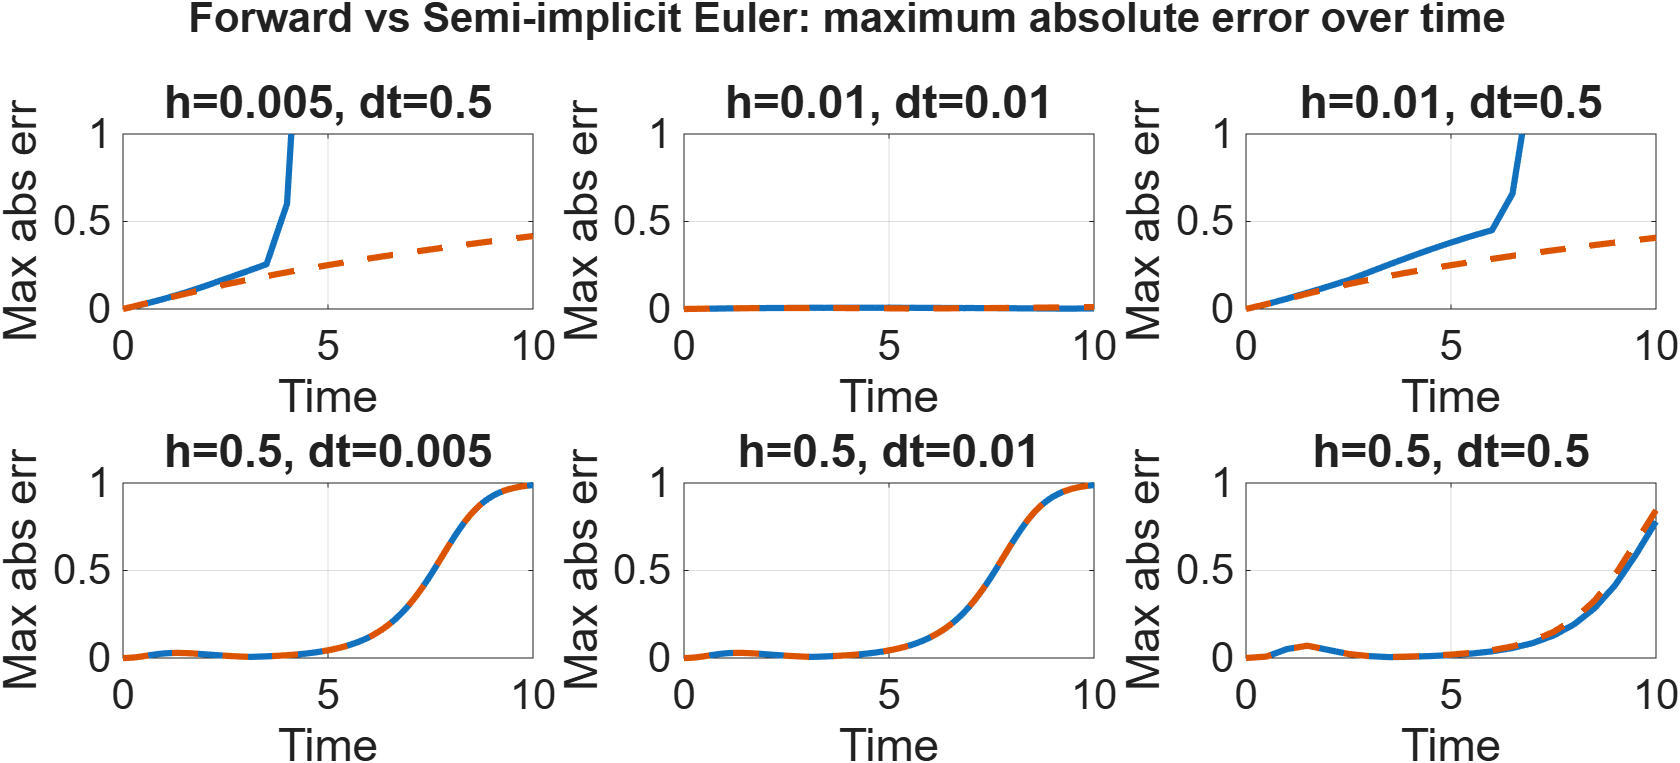 Forward vs Semi-implicit Euler: maximum absolute error over time
h=0.005, dt=0.5
Max abs err
1
0.5
0
0
5
10
Time
h=0.01, dt=0.01
Max abs err
1
0.5
0
0
5
10
Time
h=0.01, dt=0.5
Max abs err
1
0.5
0
0
5
10
Time
h=0.5, dt=0.005
Max abs err
1
0.5
0
0
5
10
Time
h=0.5, dt=0.01
Max abs err
1
0.5
0
0
5
10
Time
h=0.5, dt=0.5
Max abs err
1
0.5
0
0
5
10
Time